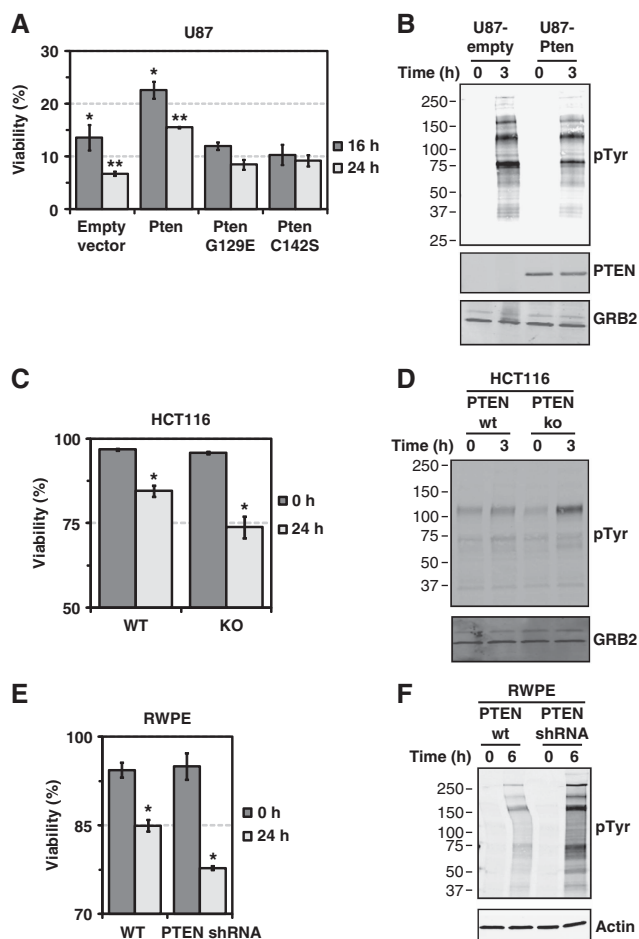 A
U87
Viability (%)
30
20
10
0
*
**
*
**
16 h
24 h
Empty vector
Pten
Pten G129E
Pten C142S
B
U87-empty
U87-Pten
Time (h)
0
3
0
3
250
150
100
75
50
37
25
pTyr
PTEN
GRB2
C
HCT116
Viability (%)
100
75
50
*
*
0 h
24 h
WT
KO
D
HCT116
PTEN wt
PTEN ko
Time (h)
0
3
0
3
250
150
100
75
50
37
pTyr
GRB2
E
RWPE
Viability (%)
100
85
70
*
*
0 h
24 h
WT
PTEN shRNA
F
RWPE
PTEN wt
PTEN shRNA
Time (h)
0
6
0
6
250
150
100
75
50
37
pTyr
Actin